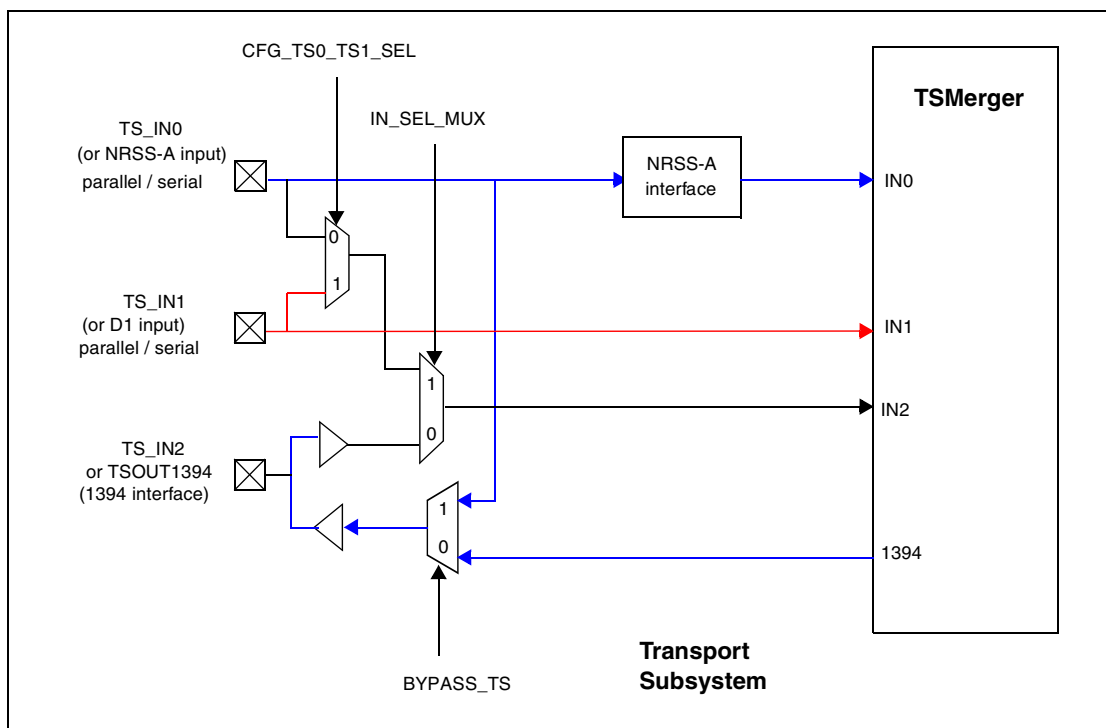 CFG_TS0_TS1_SEL
IN_SEL_MUX
TSMerger
TS_IN0
(or NRSS-A input)
parallel / serial
NRSS-A
interface
IN0
0
1
TS_IN1
(or D1 input)
parallel / serial
IN1
1
0
IN2
TS_IN2
or TSOUT1394
(1394 interface)
1
0
1394
BYPASS_TS
Transport
Subsystem